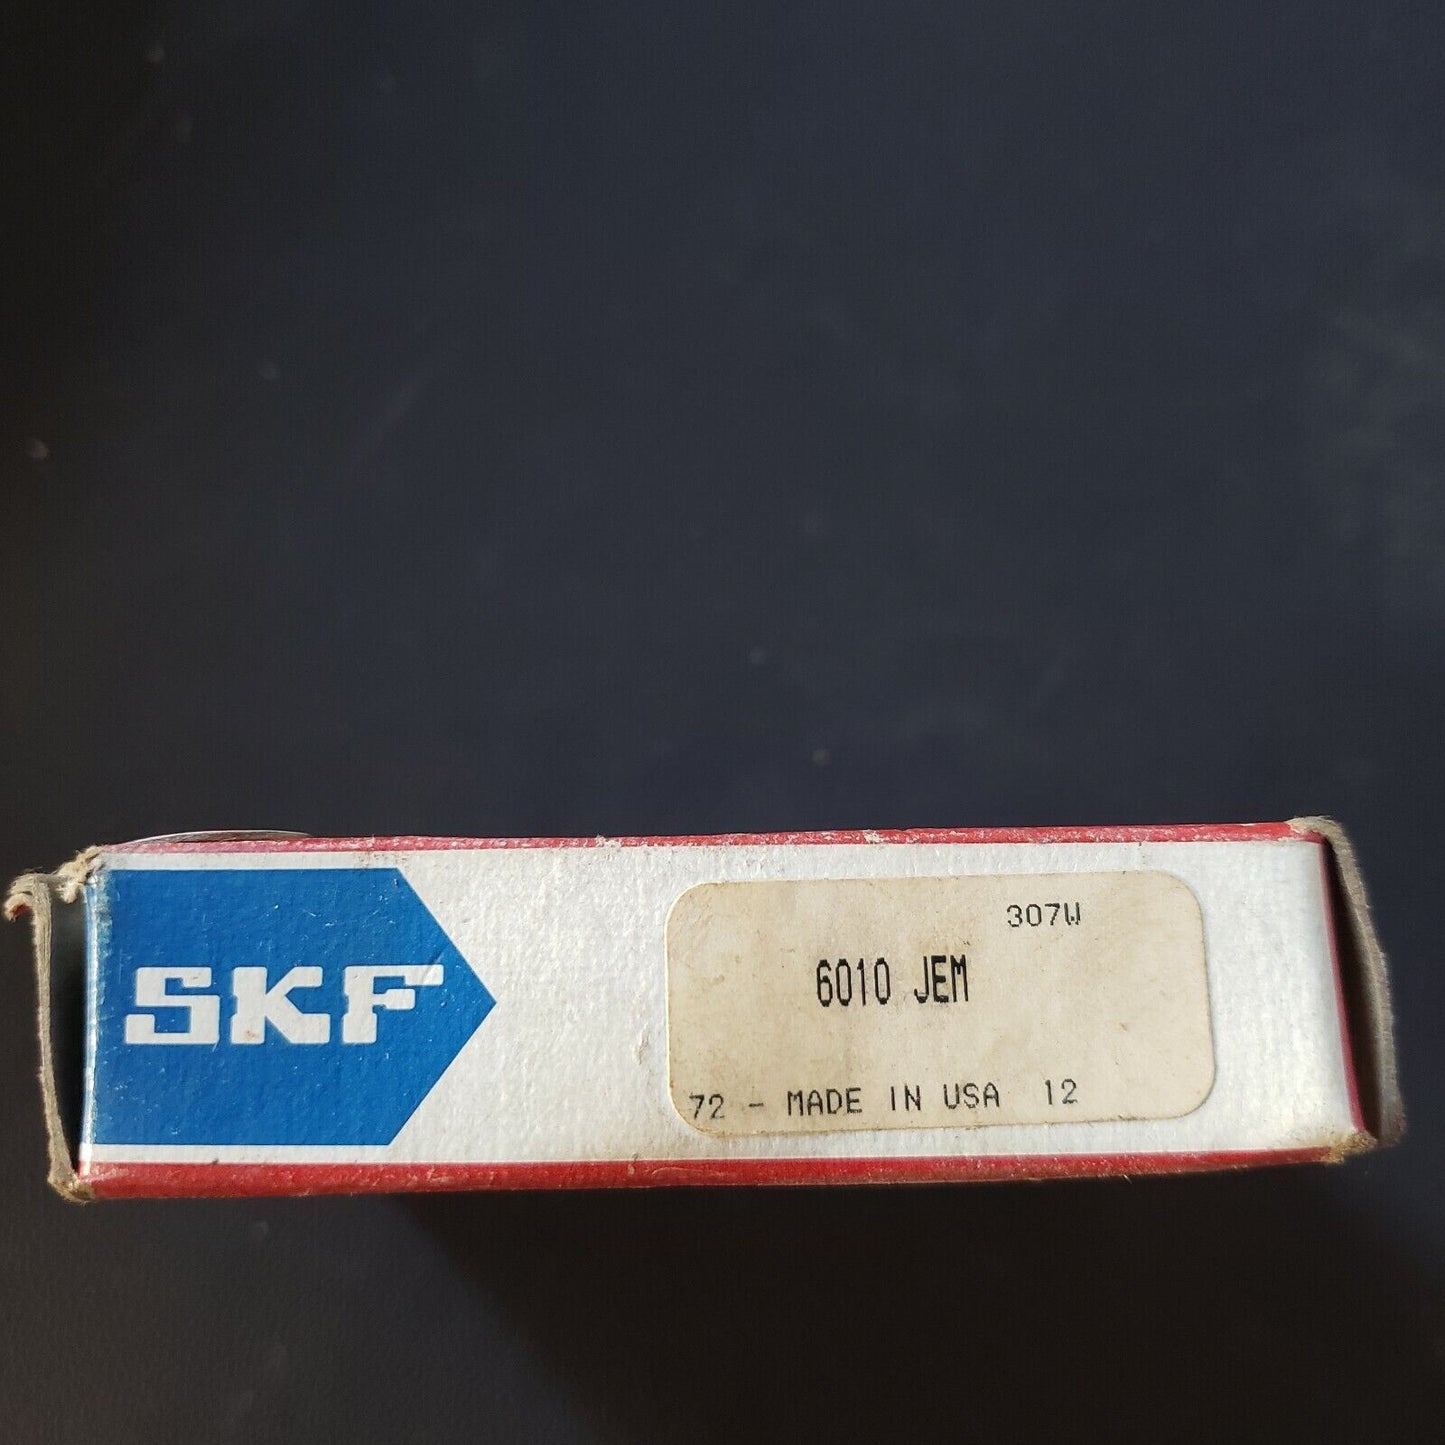 SKF
307W
6010 JEM
72 - MADE IN USA 12